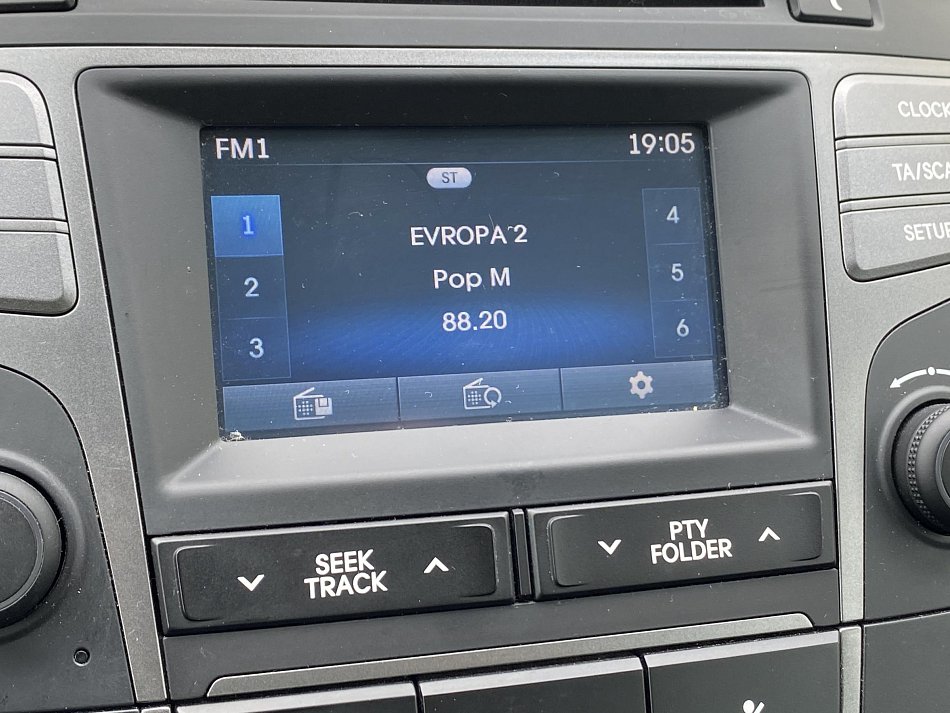 FM1
19:05
ST
1
2
3
EVROPA 2
Pop M
88.20
4
5
6
CLOCK
TA/SCA
SETUP
SEEK
TRACK
PTY
FOLDER